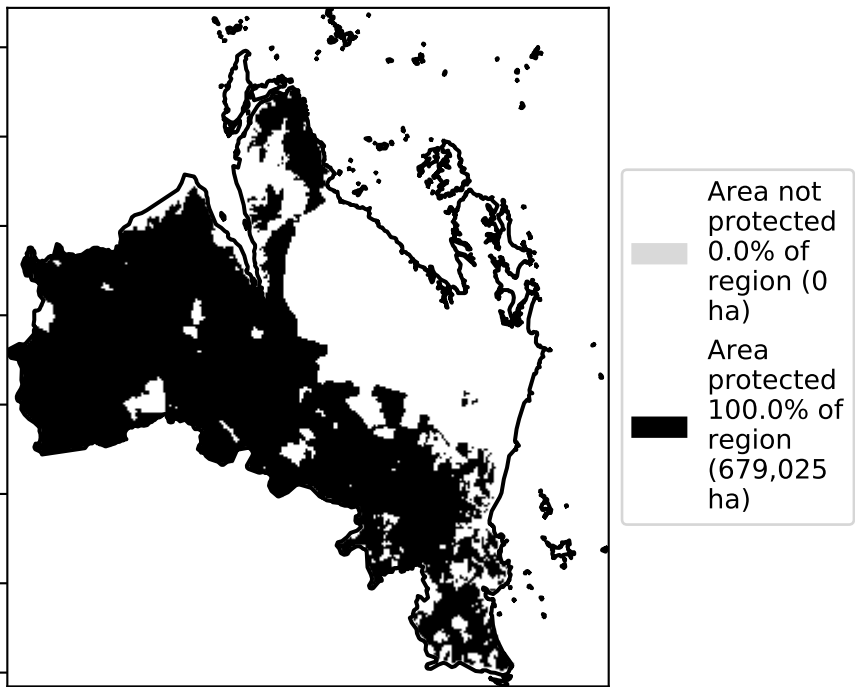 Area not
protected
0.0% of
region (0
ha)
Area
protected
100.0% of
region
(679,025
ha)